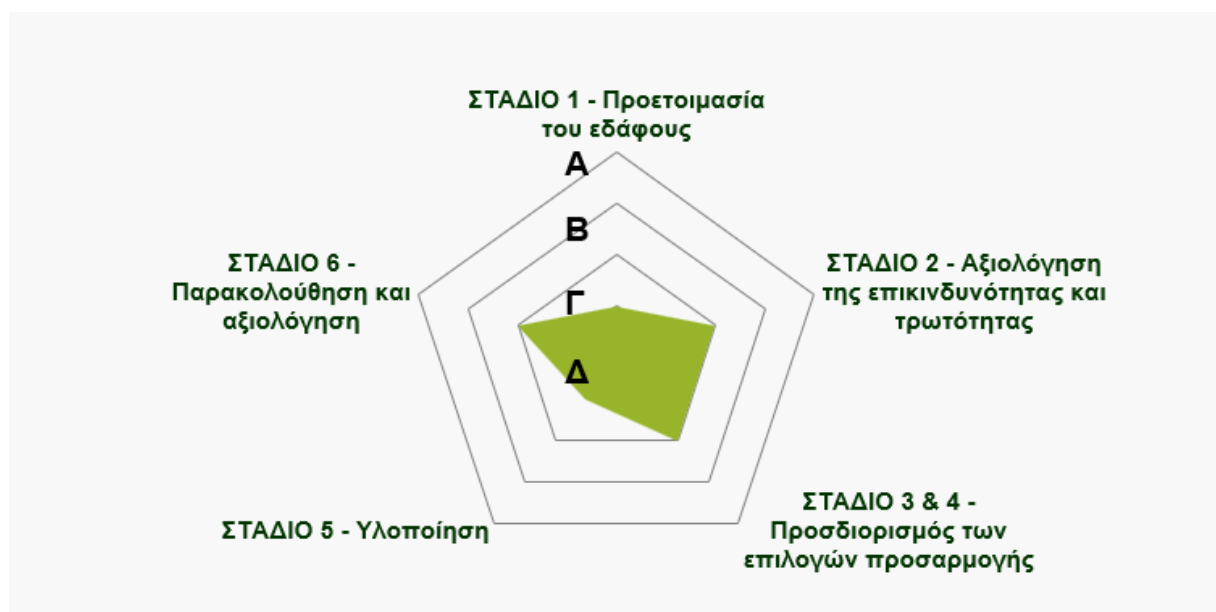 ΣΤΑΔΙΟ 1 - Προετοιμασία
του εδάφους
Α
Β
ΣΤΑΔΙΟ 6 -
Παρακολούθηση και
αξιολόγηση
ΣΤΑΔΙΟ 2 - Αξιολόγηση
της επικινδυνότητας και
τρωτότητας
Γ
Δ
ΣΤΑΔΙΟ 5 - Υλοποίηση
ΣΤΑΔΙΟ 3 & 4 -
Προσδιορισμός των
επιλογών προσαρμογής